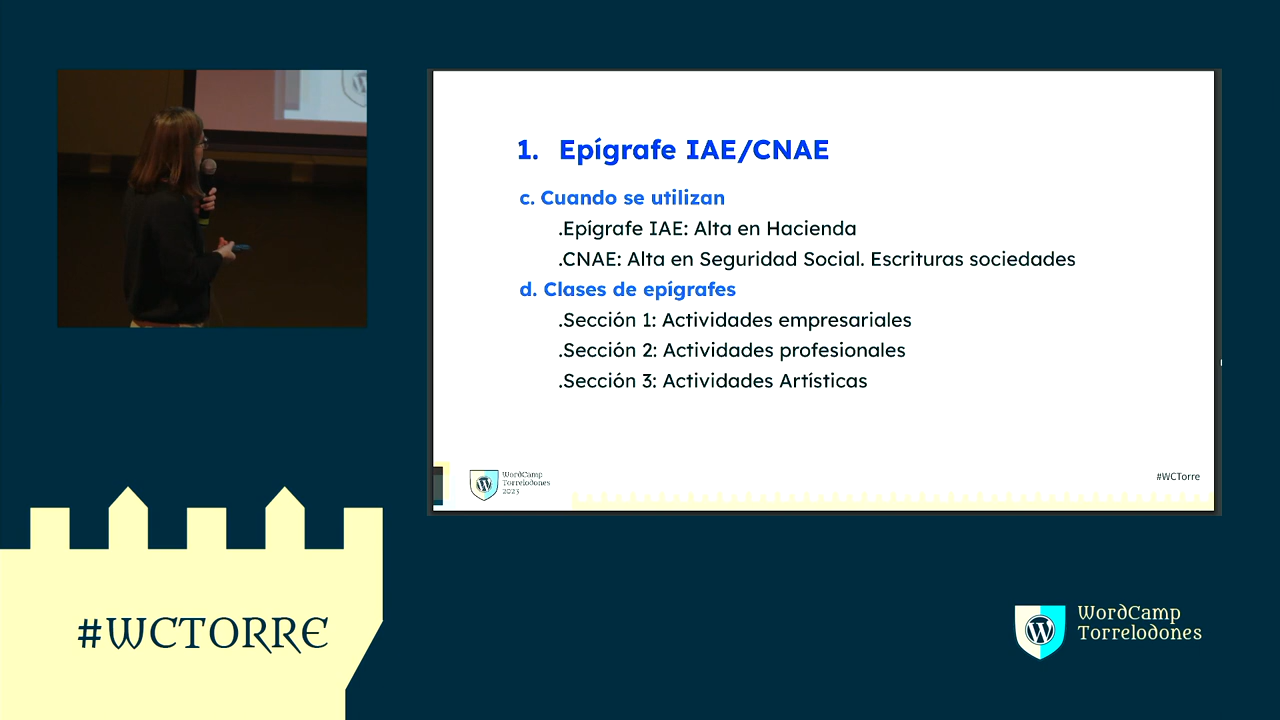 1. Epígrafe IAE/CNAE
c. Cuando se utilizan
.Epígrafe IAE: Alta en Hacienda
.CNAE: Alta en Seguridad Social. Escrituras sociedades
d. Clases de epígrafes
.Sección 1: Actividades empresariales
.Sección 2: Actividades profesionales
.Sección 3: Actividades Artísticas
WordCamp
Torrelodones
2023
#WCTorre
#WCTORRE
WordCamp
Torrelodones